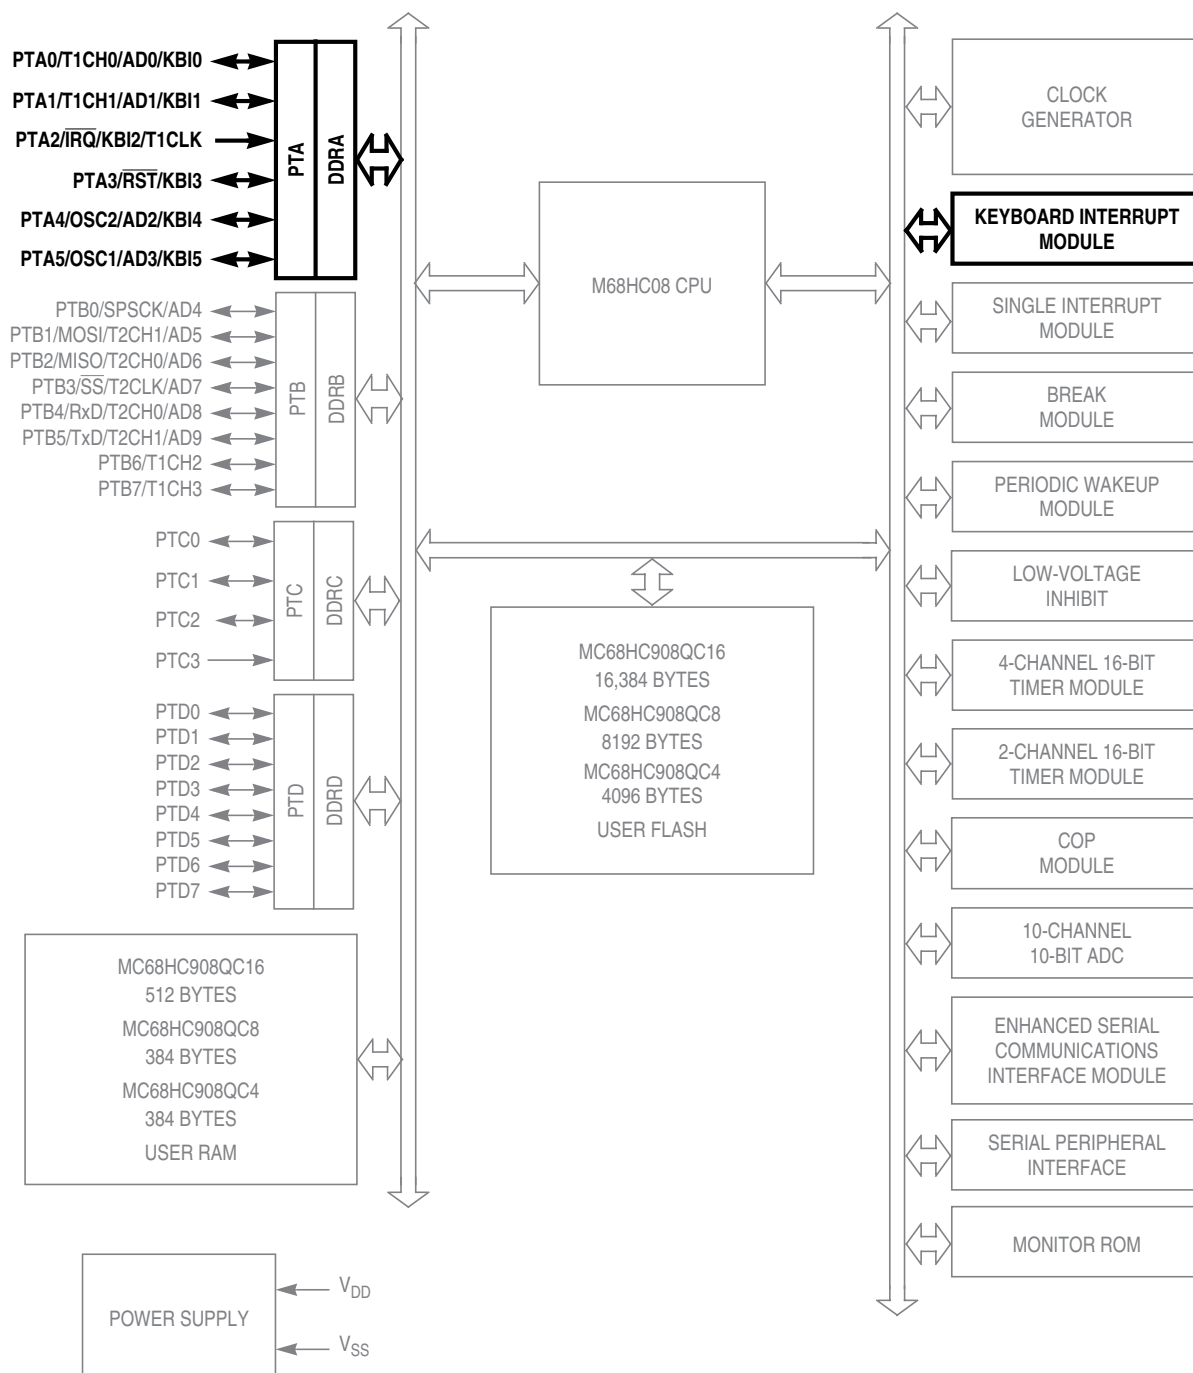 PTA0/T1CH0/AD0/KBI0
PTA1/T1CH1/AD1/KBI1
PTA2/I̅R̅Q̅/KBI2/T1CLK
PTA3/R̅S̅T̅/KBI3
PTA4/OSC2/AD2/KBI4
PTA5/OSC1/AD3/KBI5
PTA
DDRA
PTB0/SPSCK/AD4
PTB1/MOSI/T2CH1/AD5
PTB2/MISO/T2CH0/AD6
PTB3/S̅S̅/T2CLK/AD7
PTB4/RxD/T2CH0/AD8
PTB5/TxD/T2CH1/AD9
PTB6/T1CH2
PTB7/T1CH3
PTB
DDRB
PTC0
PTC1
PTC2
PTC3
PTC
DDRC
PTD0
PTD1
PTD2
PTD3
PTD4
PTD5
PTD6
PTD7
PTD
DDRD
MC68HC908QC16
512 BYTES
MC68HC908QC8
384 BYTES
MC68HC908QC4
384 BYTES
USER RAM
POWER SUPPLY
VDD
VSS
M68HC08 CPU
MC68HC908QC16
16,384 BYTES
MC68HC908QC8
8192 BYTES
MC68HC908QC4
4096 BYTES
USER FLASH
CLOCK
GENERATOR
KEYBOARD INTERRUPT
MODULE
SINGLE INTERRUPT
MODULE
BREAK
MODULE
PERIODIC WAKEUP
MODULE
LOW-VOLTAGE
INHIBIT
4-CHANNEL 16-BIT
TIMER MODULE
2-CHANNEL 16-BIT
TIMER MODULE
COP
MODULE
10-CHANNEL
10-BIT ADC
ENHANCED SERIAL
COMMUNICATIONS
INTERFACE MODULE
SERIAL PERIPHERAL
INTERFACE
MONITOR ROM